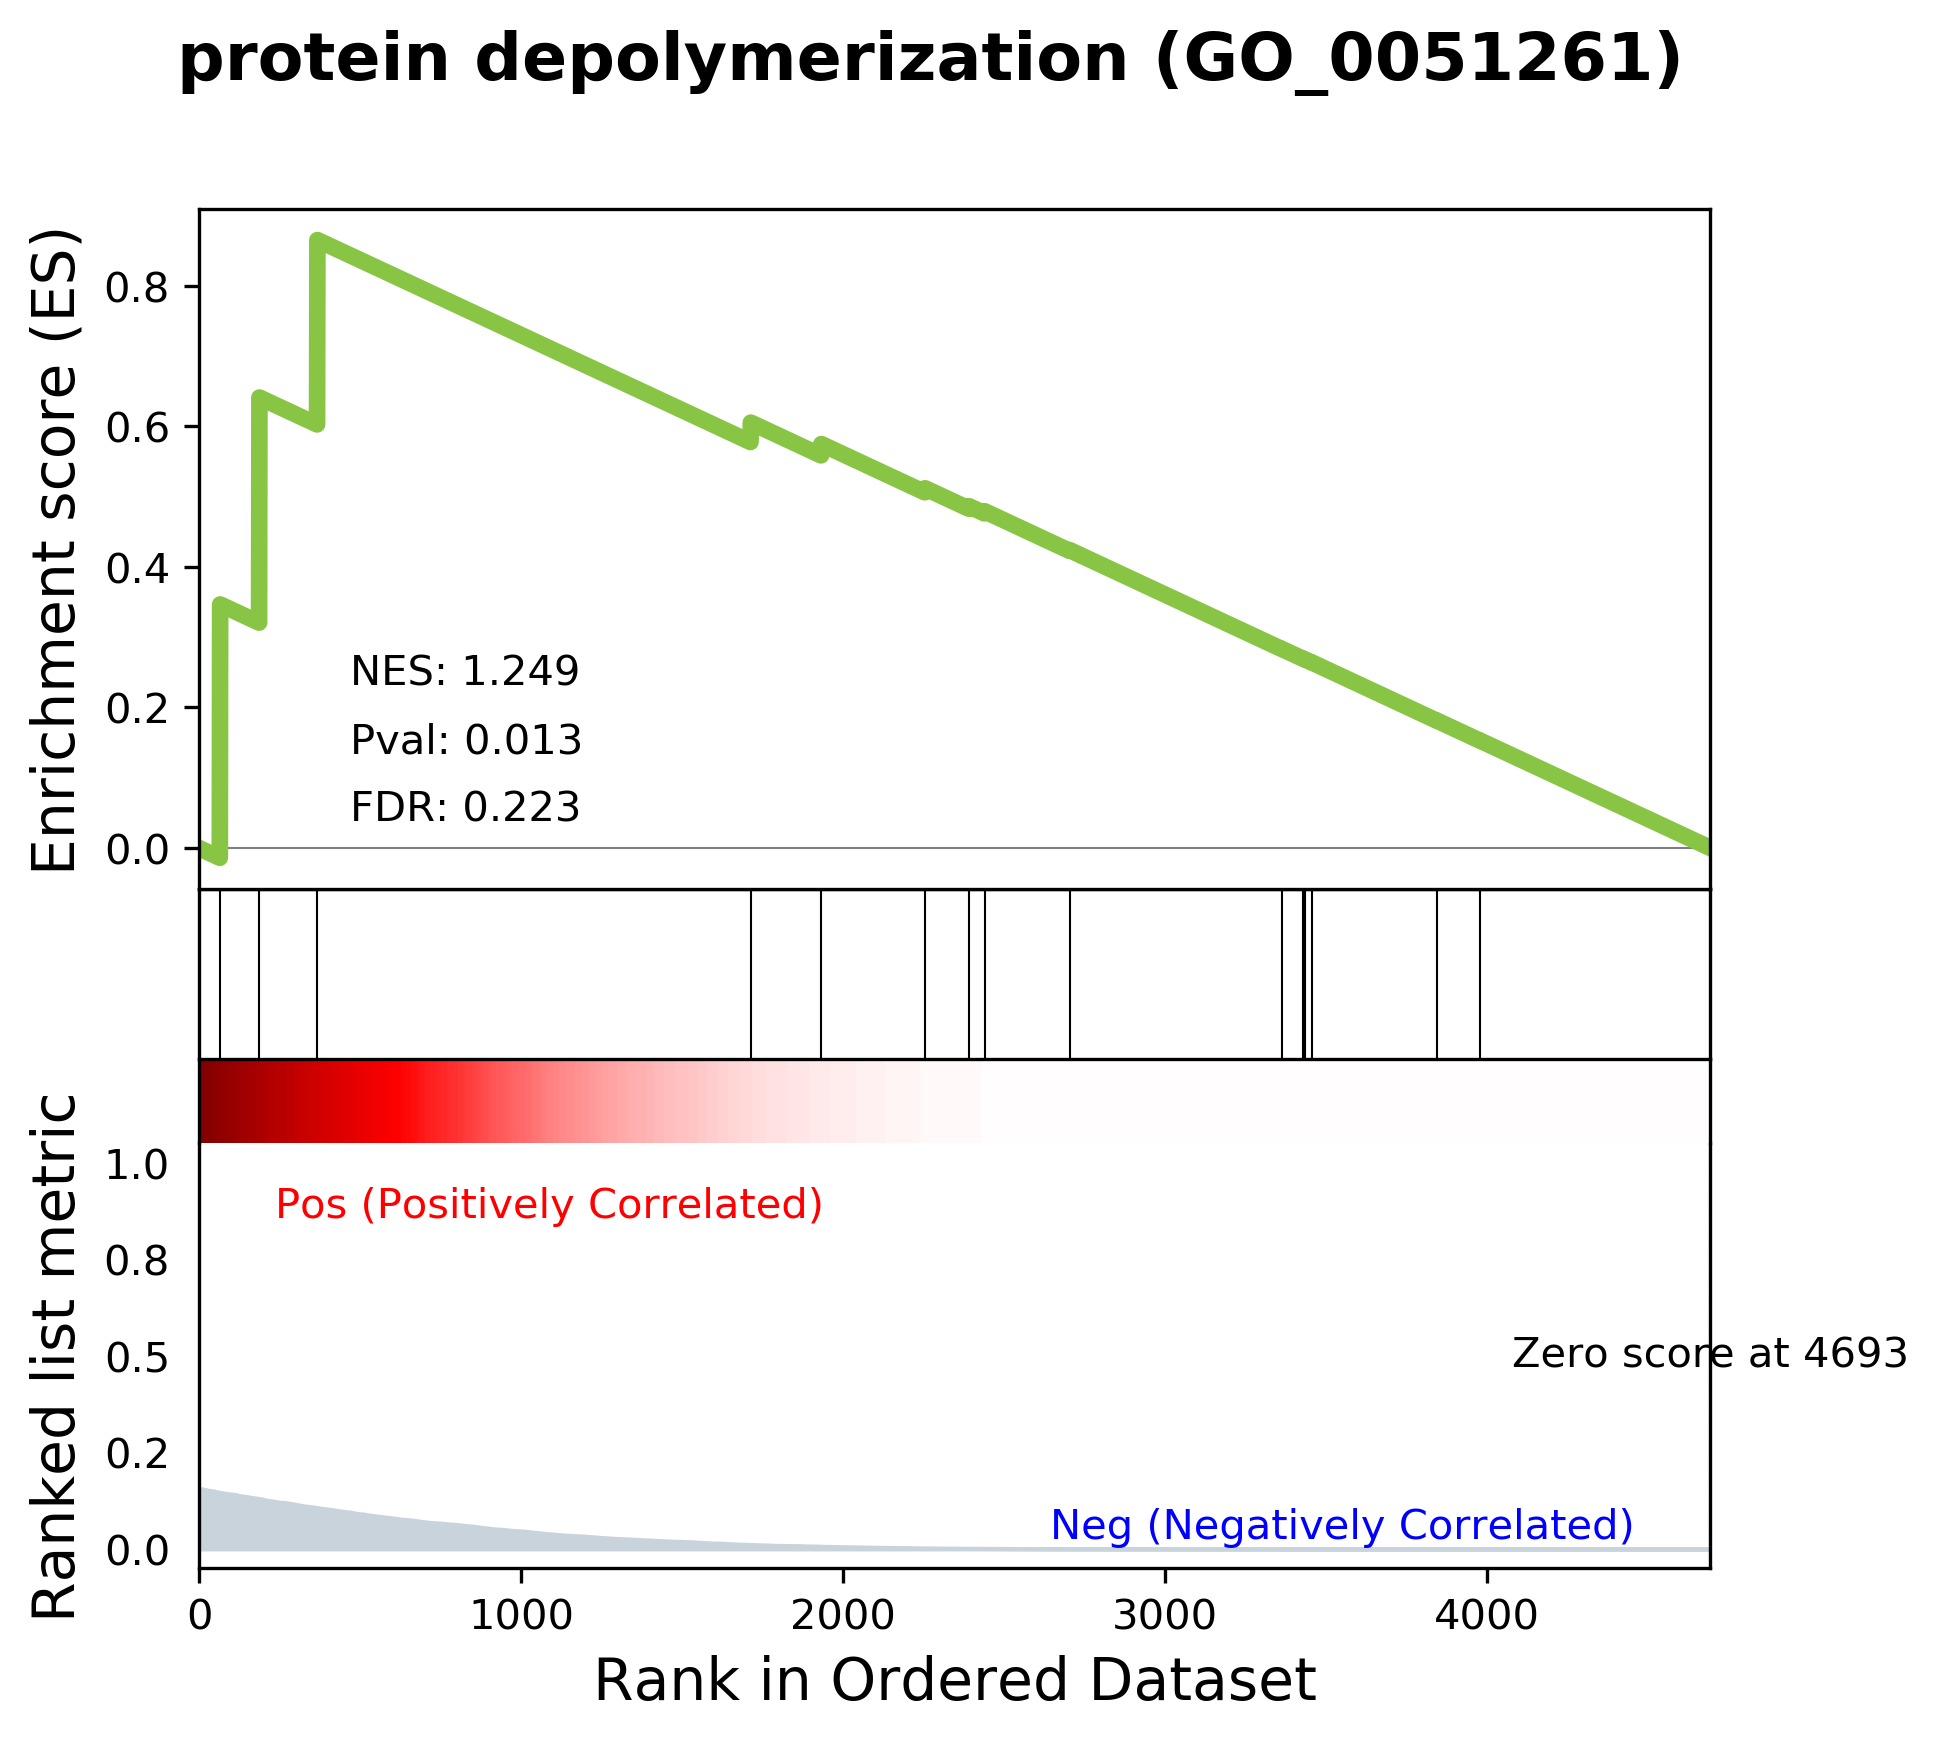 protein depolymerization (GO_0051261)
Enrichment score (ES)
0.8
0.6
0.4
0.2
0.0
NES: 1.249
Pval: 0.013
FDR: 0.223
Ranked list metric
1.0
0.8
0.5
0.2
0.0
Pos (Positively Correlated)
Zero score at 4693
Neg (Negatively Correlated)
0 1000 2000 3000 4000
Rank in Ordered Dataset